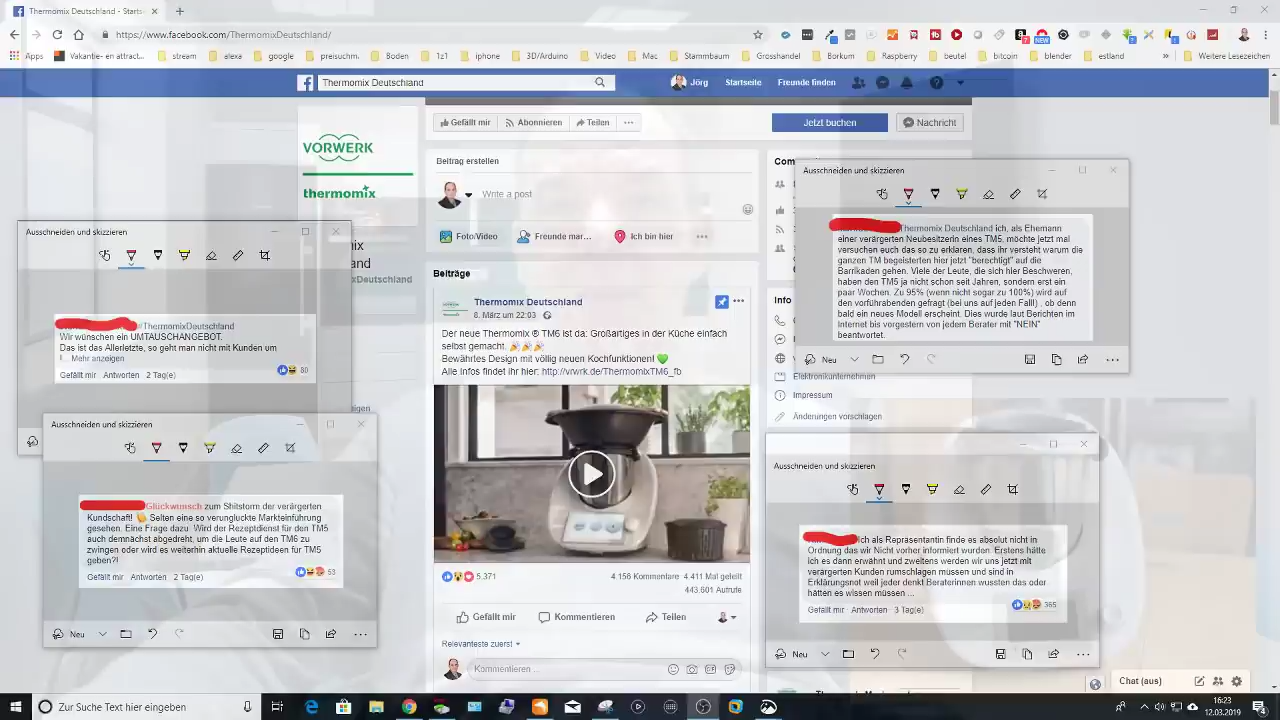 Thermomix Deutschland - Starts
https://www.facebook.com/ThermomixDeutschland/
Apps
Vakantie- en attract...
stream
alexa
google
preissuchm.
Boden
1z1
iphone
3D/Arduino
Video
Mac
Stammbaum
Grosshandel
Borkum
Raspberry
beuten
bitcoin
estland
Weitere Lesezeichen
Thermomix Deutschland
Jörg
Startseite
Freunde finden
VORWERK
thermomix
Gefällt mir
Abonnieren
Teilen
Jetzt buchen
Nachricht
Beitrag erstellen
Write a post
Foto/Video
Freunde mar...
Ich bin hier
Beiträge
Thermomix Deutschland
8. März um 22:03
Der neue Thermomix ® TM6 ist da: Großartiges in der Küche einfach
selbst gemacht. 🎉🎉🎉
Bewährtes Design mit völlig neuen Kochfunktionen! 💚
Alle Infos findet ihr hier: http://vrwrk.de/ThermomixTM6_fb
5.371
4.156 Kommentare 4.411 Mal geteilt
443.601 Aufrufe
Gefällt mir
Kommentieren
Teilen
Relevanteste zuerst
Kommentieren ...
Info
Elektronikunternehmen
Impressum
Änderungen vorschlagen
Chat (aus)
Ausschneiden und skizzieren
/ThermomixDeutschland
Wir wünschen ein UMTAUSCHANGEBOT.
Das ist das Allerletzte, so geht man nicht mit Kunden um
!... Mehr anzeigen
80
Gefällt mir · Antworten · 2 Tag(e)
Ausschneiden und skizzieren
Glückwunsch zum Shitstorm der verärgerten
Kundschaft! 👏 Selten eine so verunglückte Markteinführung
gesehen. Eine Frage dazu: Wird der Rezeptdienst für den TM5
auch demnächst abgedreht, um die Leute auf den TM6 zu
zwingen oder wird es weiterhin aktuelle Rezeptideen für TM5
geben?!
Gefällt mir · Antworten · 2 Tag(e)
53
Neu
Ausschneiden und skizzieren
Thermomix Deutschland ich, als Ehemann
einer verärgerten Neubesitzerin eines TM5, möchte jetzt mal
versuchen euch das so zu erklären, dass ihr versteht warum die
ganzen TM begeisterten hier jetzt "berechtigt" auf die
Barrikaden gehen. Viele der Leute, die sich hier Beschweren,
haben den TM5 ja nicht schon seit Jahren, sondern erst ein
paar Wochen. Zu 95% (wenn nicht sogar zu 100%) wird auf
den vorführabenden gefragt (bei uns auf jeden Fall) , ob denn
bald ein neues Modell erscheint. Dies wurde laut Berichten im
Internet bis vorgestern von jedem Berater mit "NEIN"
beantwortet.
Neu
Ausschneiden und skizzieren
ich als Repräsentantin finde es absolut nicht in
Ordnung das wir Nicht vorher informiert wurden. Erstens hätte
ich es dann erwähnt und zweitens werden wir uns jetzt mit
verärgerten Kunden rumschlagen müssen und sind in
Erklärungsnot weil jeder denkt Beraterinnen wussten das oder
hätten es wissen müssen ...
Gefällt mir · Antworten · 3 Tag(e)
365
Neu
Zur Suche Text hier eingeben
16:23
12.03.2019